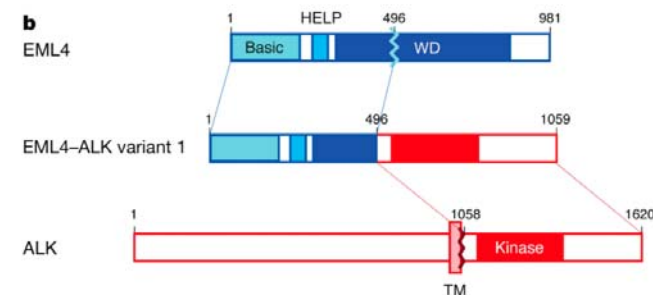 b
HELP
1 496 981
EML4 Basic WD
1 496 1059
EML4–ALK variant 1
1 1058 1620
ALK Kinase
TM